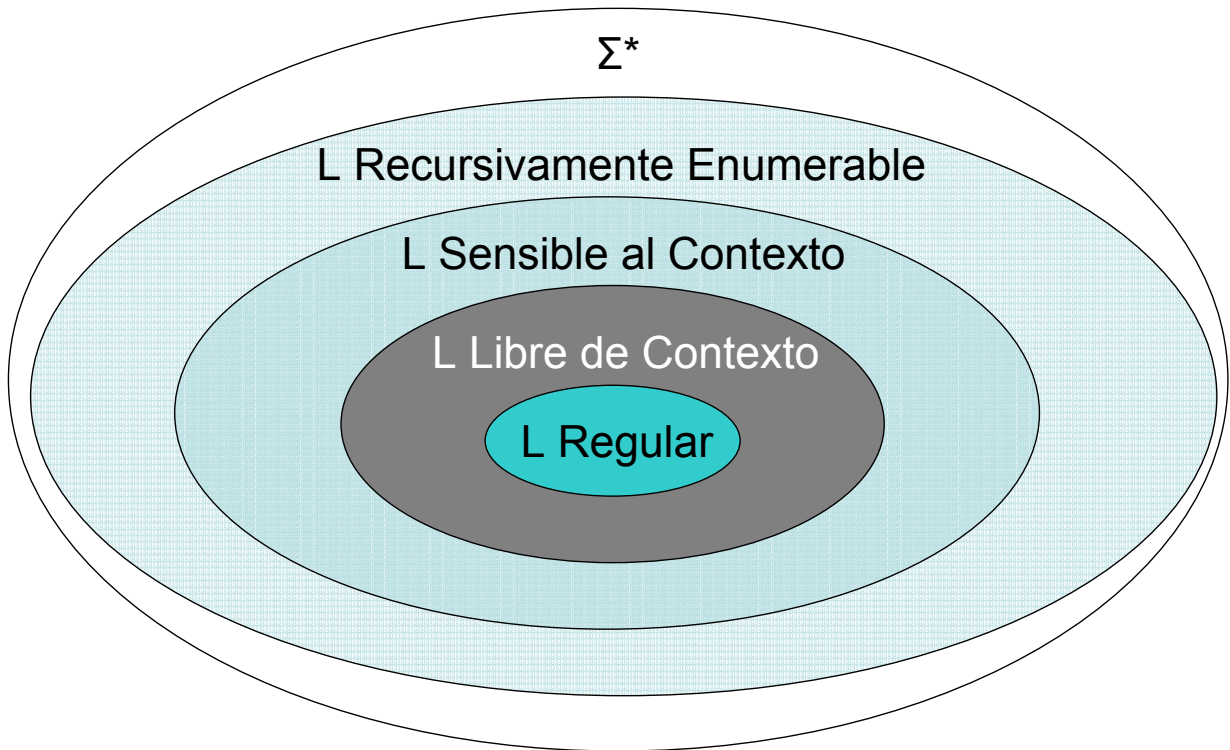 Σ*
L Recursivamente Enumerable
L Sensible al Contexto
L Libre de Contexto
L Regular